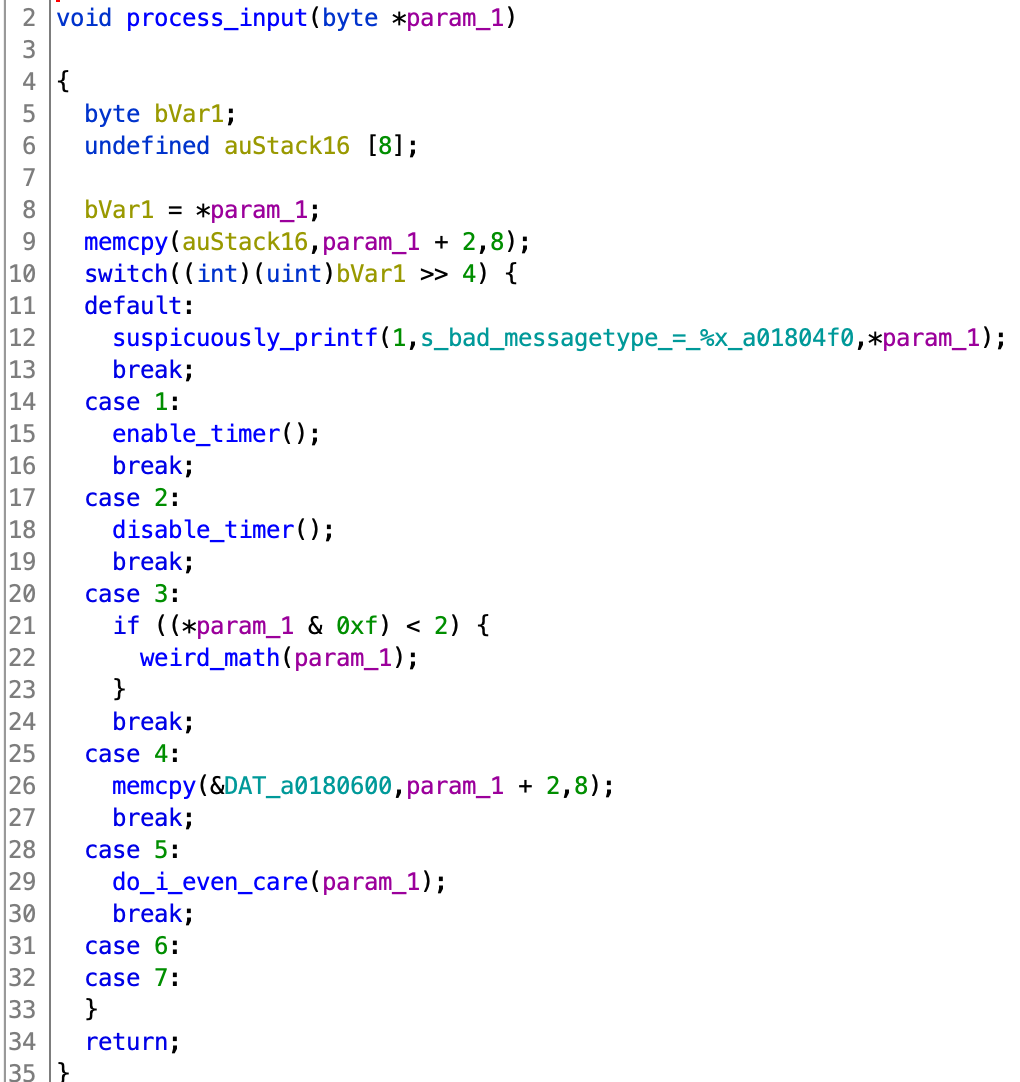 2 void process_input(byte *param_1)
3
4 {
5   byte bVar1;
6   undefined auStack16 [8];
7
8   bVar1 = *param_1;
9   memcpy(auStack16,param_1 + 2,8);
10   switch((int)(uint)bVar1 >> 4) {
11   default:
12     suspicuously_printf(1,s_bad_messagetype_=_%x_a01804f0,*param_1);
13     break;
14   case 1:
15     enable_timer();
16     break;
17   case 2:
18     disable_timer();
19     break;
20   case 3:
21     if ((*param_1 & 0xf) < 2) {
22       weird_math(param_1);
23     }
24     break;
25   case 4:
26     memcpy(&DAT_a0180600,param_1 + 2,8);
27     break;
28   case 5:
29     do_i_even_care(param_1);
30     break;
31   case 6:
32   case 7:
33   }
34   return;
35 }